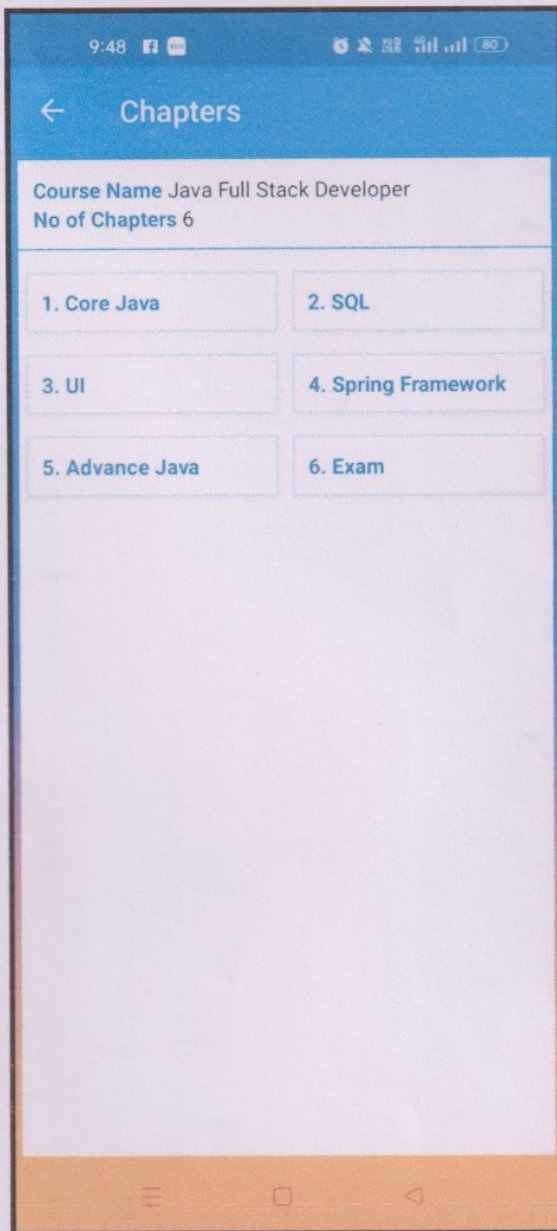 9:48
80
Chapters
Course Name Java Full Stack Developer
No of Chapters 6
1. Core Java
2. SQL
3. UI
4. Spring Framework
5. Advance Java
6. Exam